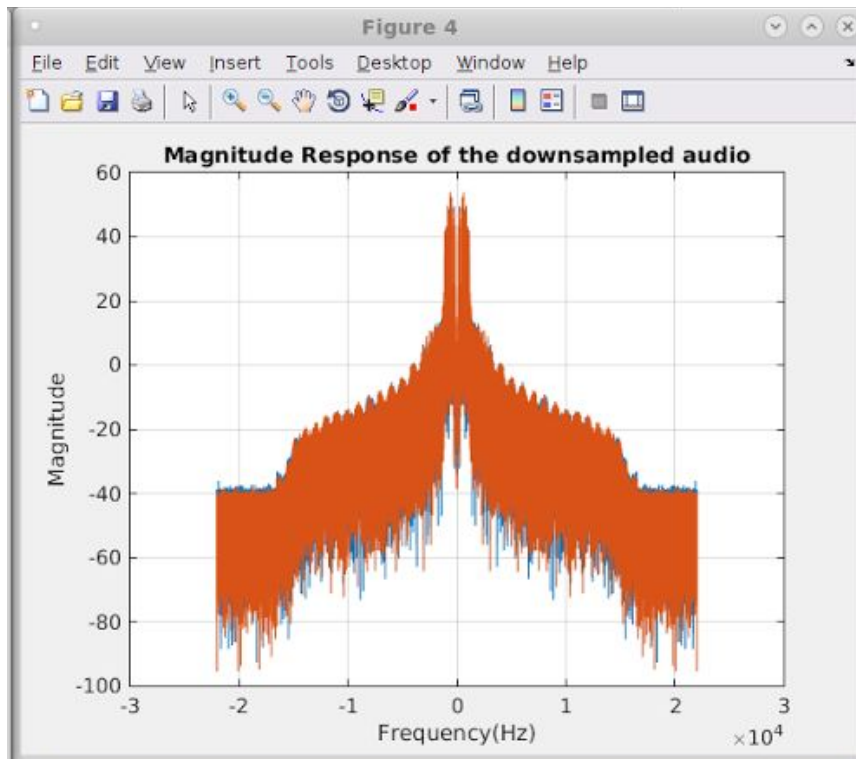 Figure 4
File Edit View Insert Tools Desktop Window Help
Magnitude Response of the downsampled audio
60
40
20
0
-20
-40
-60
-80
-100
Magnitude
-3 -2 -1 0 1 2 3
Frequency(Hz)
×10^4